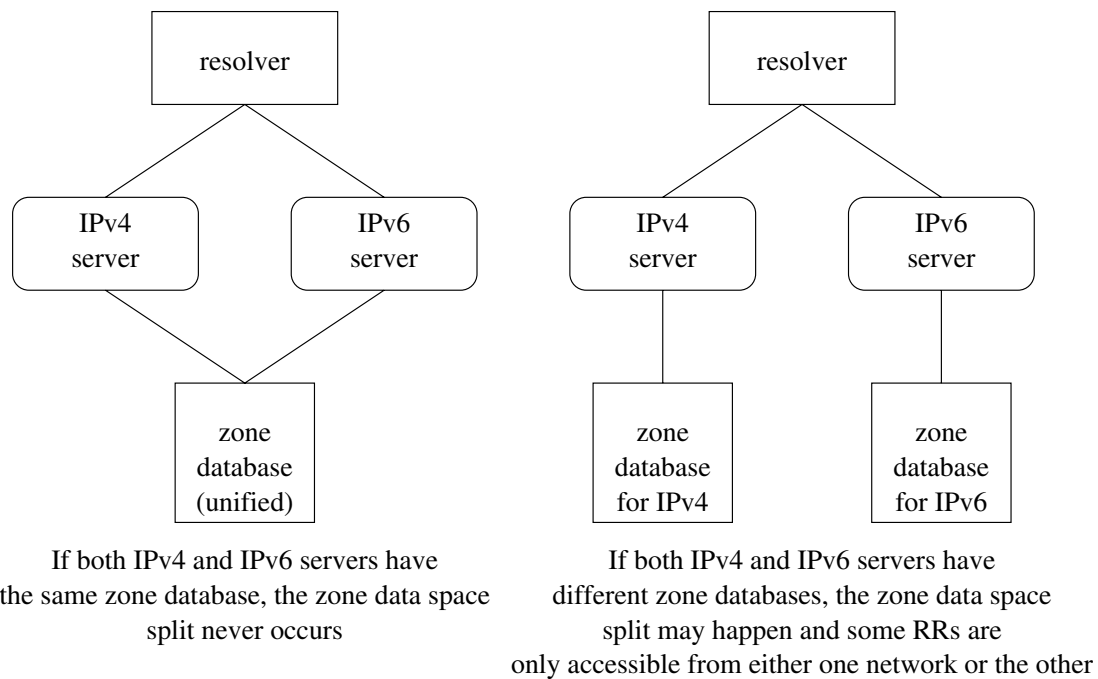 resolver
IPv4
server
IPv6
server
zone
database
(unified)
If both IPv4 and IPv6 servers have
the same zone database, the zone data space
split never occurs
resolver
IPv4
server
IPv6
server
zone
database
for IPv4
zone
database
for IPv6
If both IPv4 and IPv6 servers have
different zone databases, the zone data space
split may happen and some RRs are
only accessible from either one network or the other